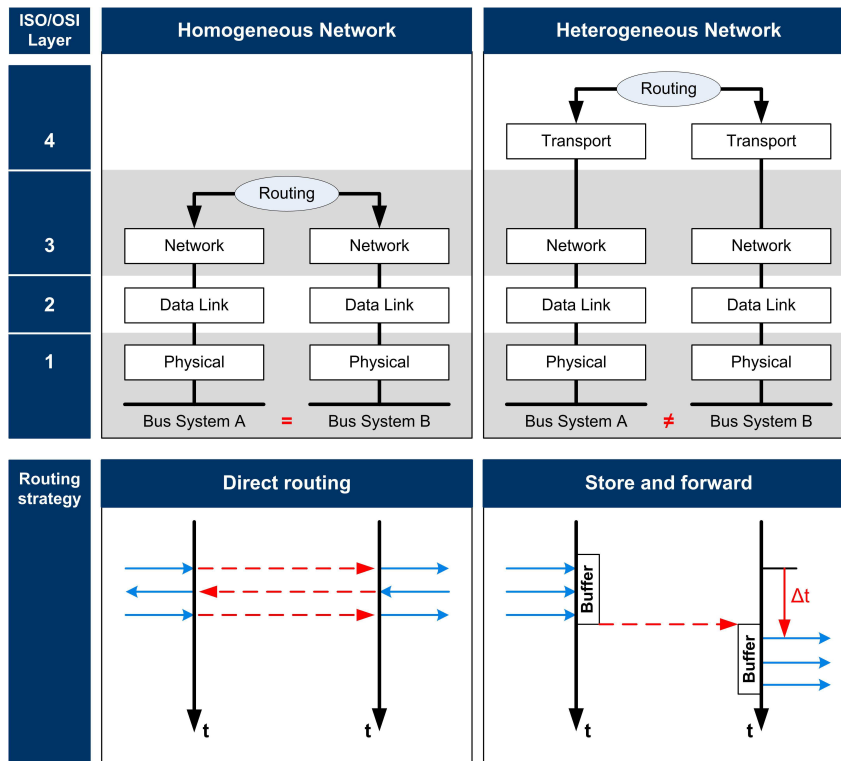 ISO/OSI
Layer
Homogeneous Network
Heterogeneous Network
4
3
2
1
Routing
Network
Network
Data Link
Data Link
Physical
Physical
Bus System A
=
Bus System B
Routing
Transport
Transport
Network
Network
Data Link
Data Link
Physical
Physical
Bus System A
≠
Bus System B
Routing
strategy
Direct routing
Store and forward
t
t
Buffer
Δt
Buffer
t
t